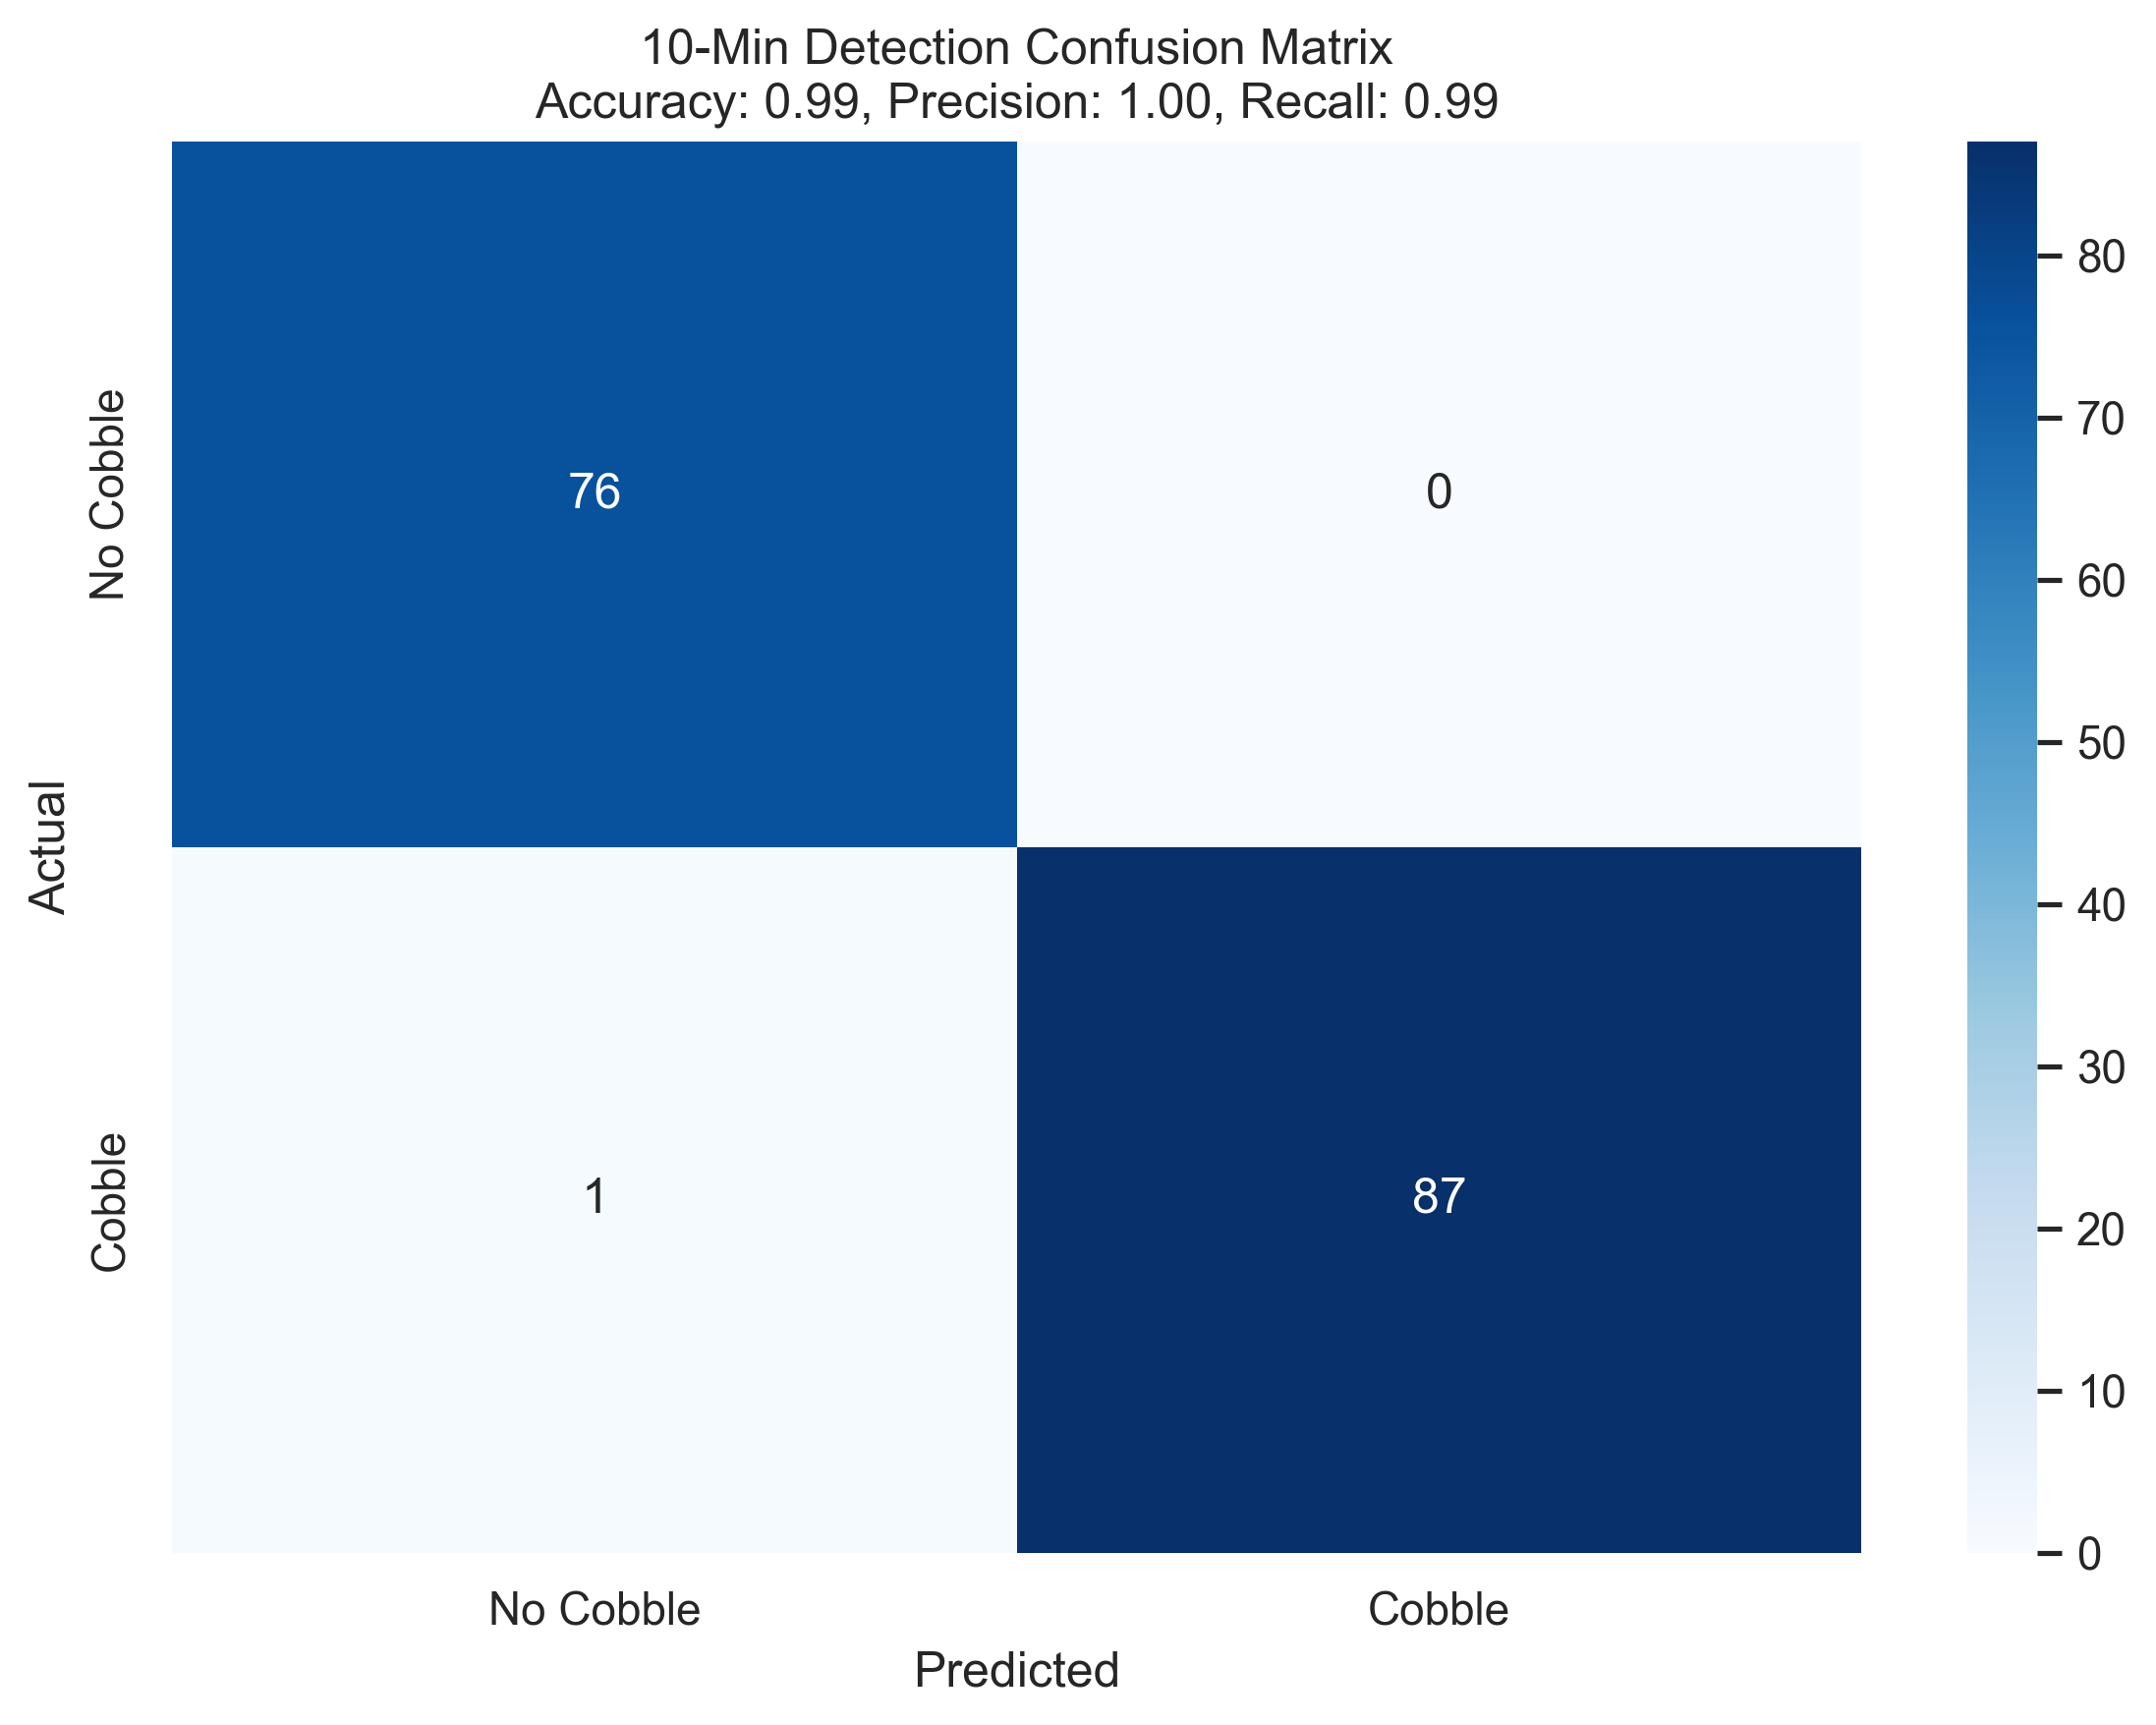 10-Min Detection Confusion Matrix
Accuracy: 0.99, Precision: 1.00, Recall: 0.99
Actual
No Cobble
76
0
Cobble
1
87
No Cobble
Cobble
Predicted
80
70
60
50
40
30
20
10
0